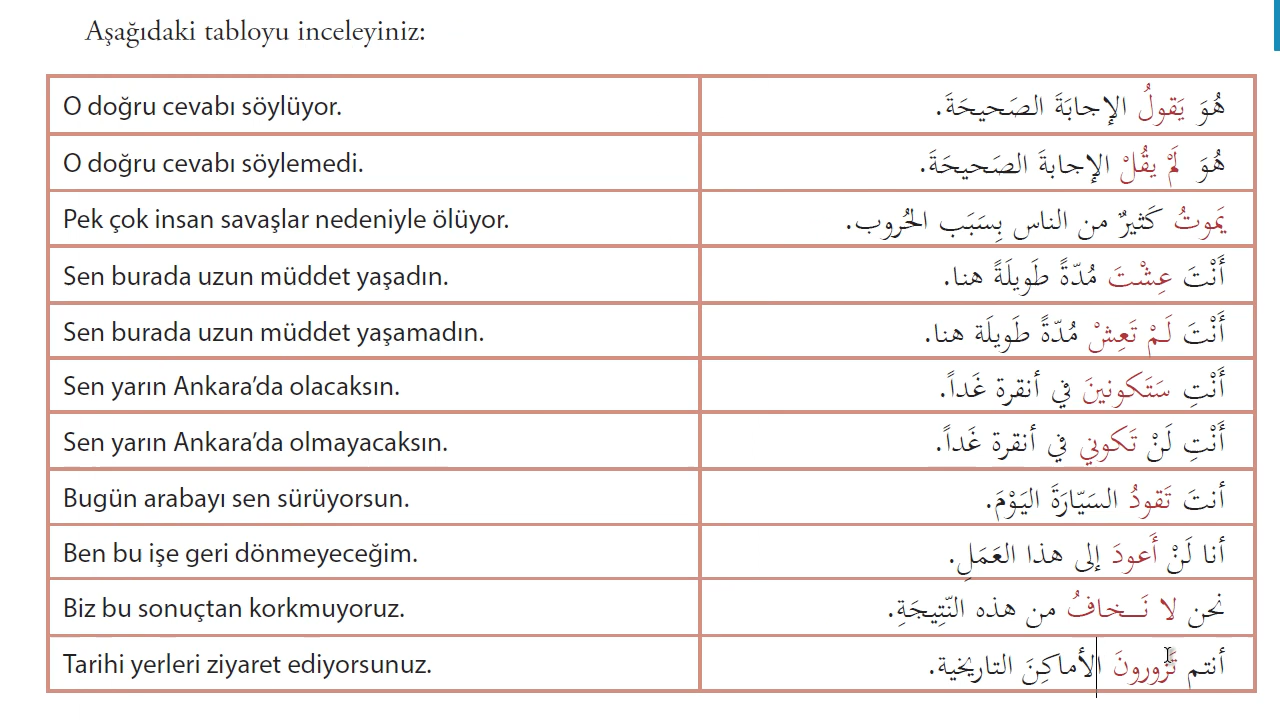 Aşağıdaki tabloyu inceleyiniz:
O doğru cevabı söylüyor.
هُوَ يَقولُ الإجابَةَ الصَحيحَةَ.
O doğru cevabı söylemedi.
هُوَ لَمْ يقُلْ الإجابةَ الصَحيحَةَ.
Pek çok insan savaşlar nedeniyle ölüyor.
يَموتُ كَثيرٌ من الناس بِسَبَب الحُروب.
Sen burada uzun müddet yaşadın.
أَنْتَ عِشْتَ مُدّةً طَويلَةً هنا.
Sen burada uzun müddet yaşamadın.
أَنْتَ لَـمْ تَعِشْ مُدّةً طَويلَة هنا.
Sen yarın Ankara’da olacaksın.
أَنْتِ سَتَكونينَ في أنقرة غَداً.
Sen yarın Ankara’da olmayacaksın.
أَنْتِ لَنْ تَكوني في أنقرة غَداً.
Bugün arabayı sen sürüyorsun.
أنتَ تَقودُ السَيّارَةَ اليَوْمَ.
Ben bu işe geri dönmeyeceğim.
أنا لَنْ أَعودَ إلى هذا العَمَلِ.
Biz bu sonuçtan korkmuyoruz.
نحن لا نَـخافُ من هذه النّتِيجَةِ.
Tarihi yerleri ziyaret ediyorsunuz.
أنتم تَزُورونَ الأماكِنَ التاريخية.